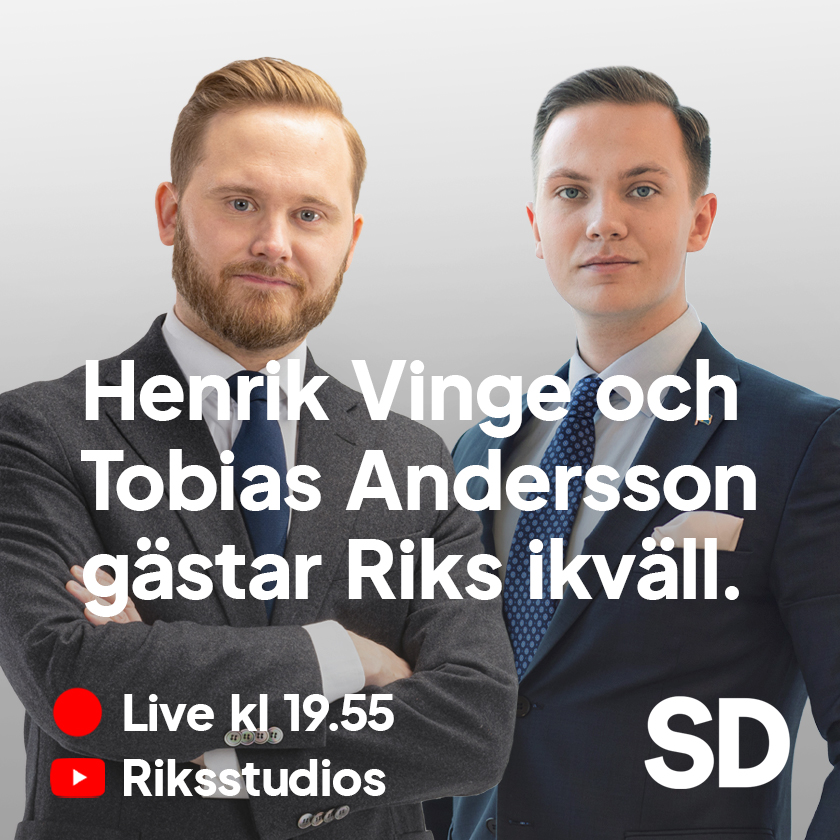 Henrik Vinge och
Tobias Andersson
gästar Riks ikväll.
Live kl 19.55
Riksstudios
SD